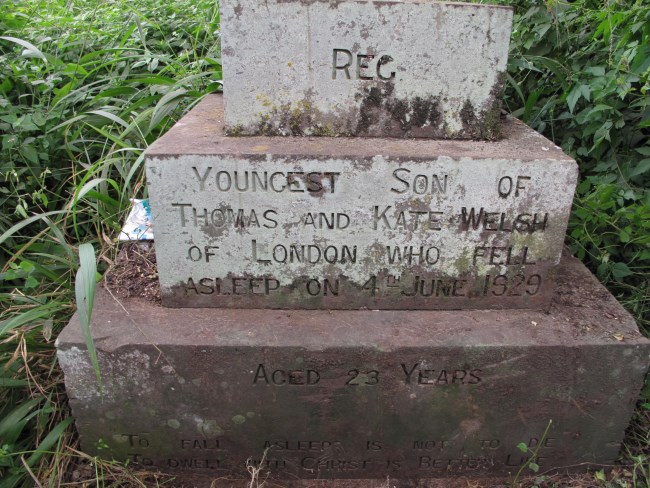 REG
YOUNGEST SON OF
THOMAS AND KATE WELSH
OF LONDON WHO FELL
ASLEEP ON 4TH JUNE 1929
AGED 23 YEARS
TO FALL ASLEEP IS NOT TO DIE
TO DWELL WITH CHRIST IS BETTER LIFE